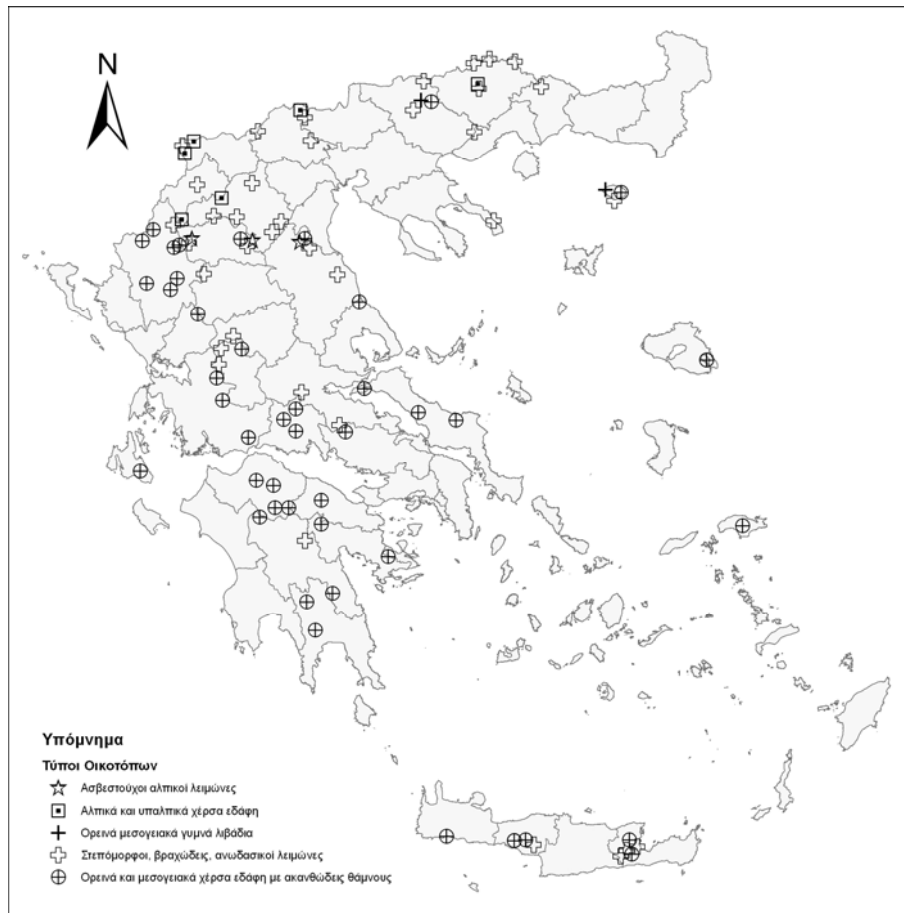 N
Υπόμνημα
Τύποι Οικοτόπων
Ασβεστούχοι αλπικοί λειμώνες
Αλπικά και υπαλπικά χέρσα εδάφη
Ορεινά μεσογειακά γυμνά λιβάδια
Στεπόμορφοι, βραχώδεις, ανωδασικοί λειμώνες
Ορεινά και μεσογειακά χέρσα εδάφη με ακανθώδεις θάμνους